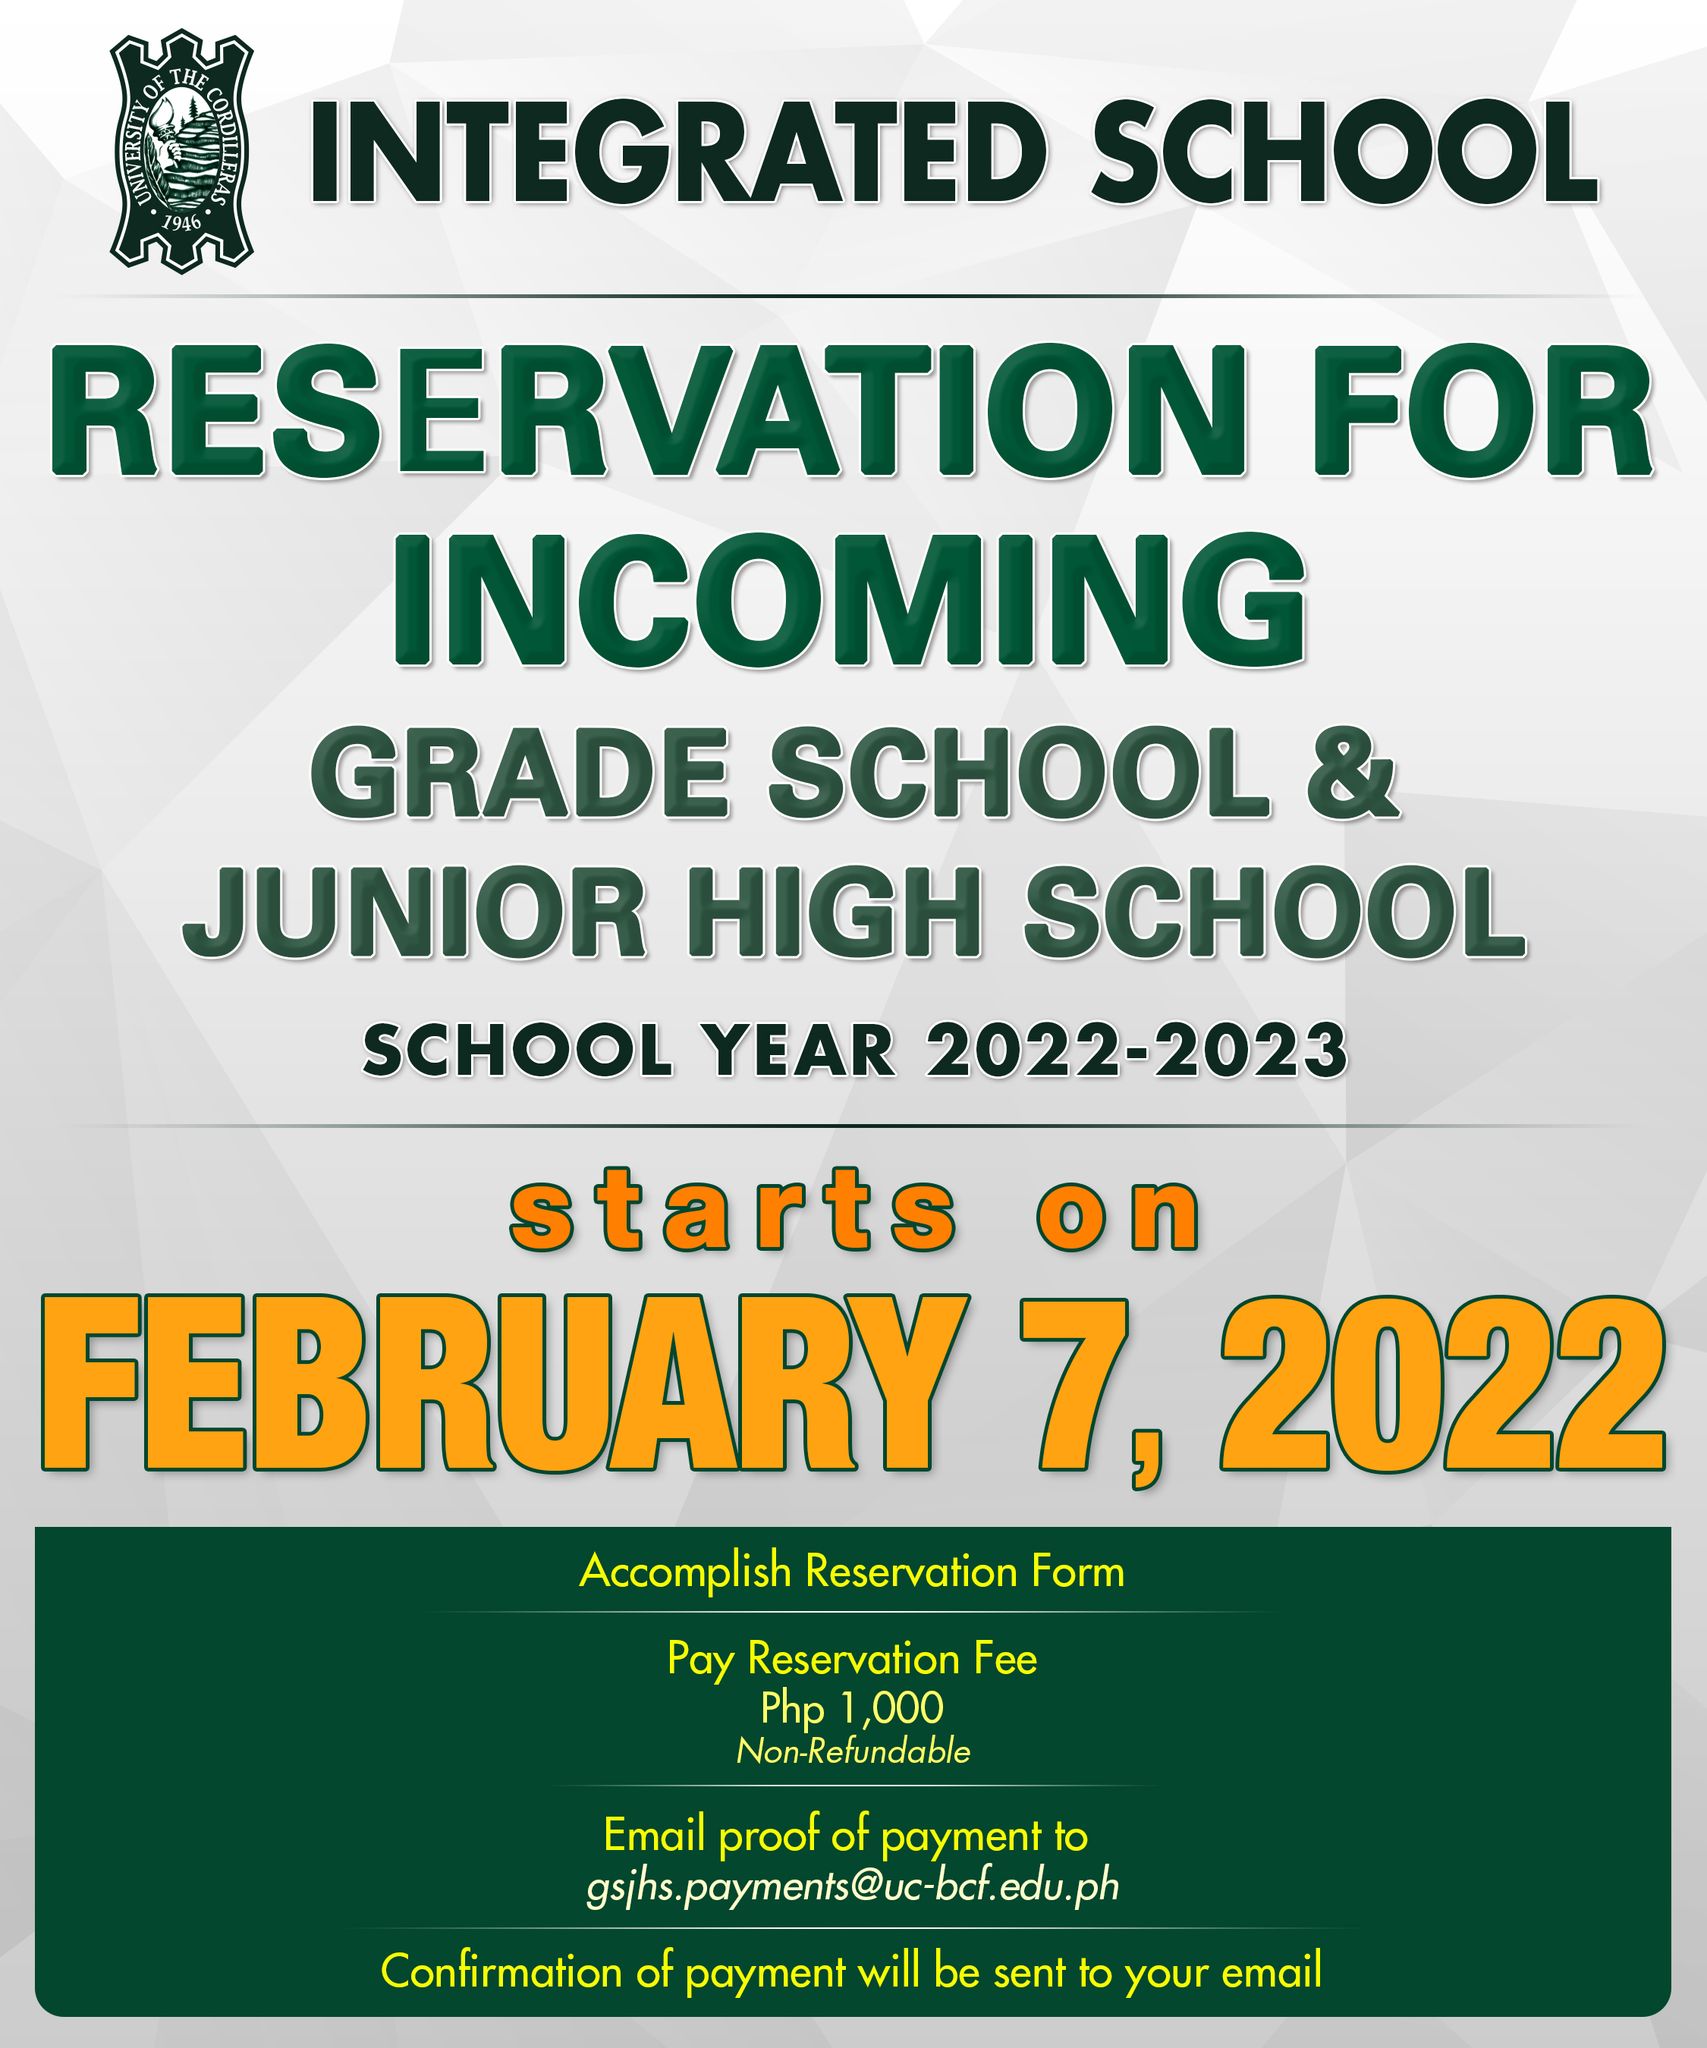 UNIVERSITY OF THE CORDILLERAS
• 1946 •
INTEGRATED SCHOOL
RESERVATION FOR
INCOMING
GRADE SCHOOL &
JUNIOR HIGH SCHOOL
SCHOOL YEAR 2022-2023
starts on
FEBRUARY 7, 2022
Accomplish Reservation Form
Pay Reservation Fee
Php 1,000
Non-Refundable
Email proof of payment to
gsjhs.payments@uc-bcf.edu.ph
Confirmation of payment will be sent to your email